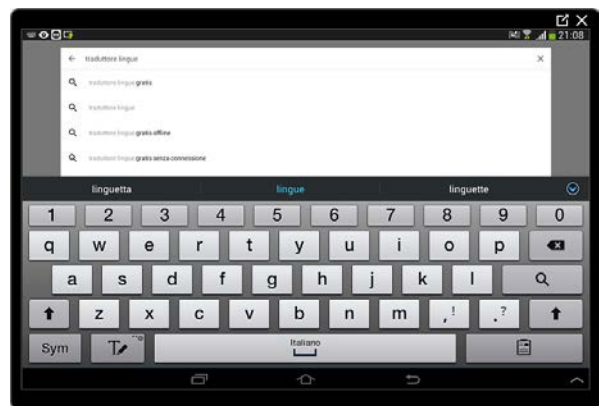 21:08
traduttore lingue
traduttore lingue gratis
traduttore lingue
traduttore lingue gratis offline
traduttore lingue gratis senza connessione
linguetta lingue linguette
1 2 3 4 5 6 7 8 9 0
q w e r t y u i o p
a s d f g h j k l
z x c v b n m , ! . ?
Sym T Italiano